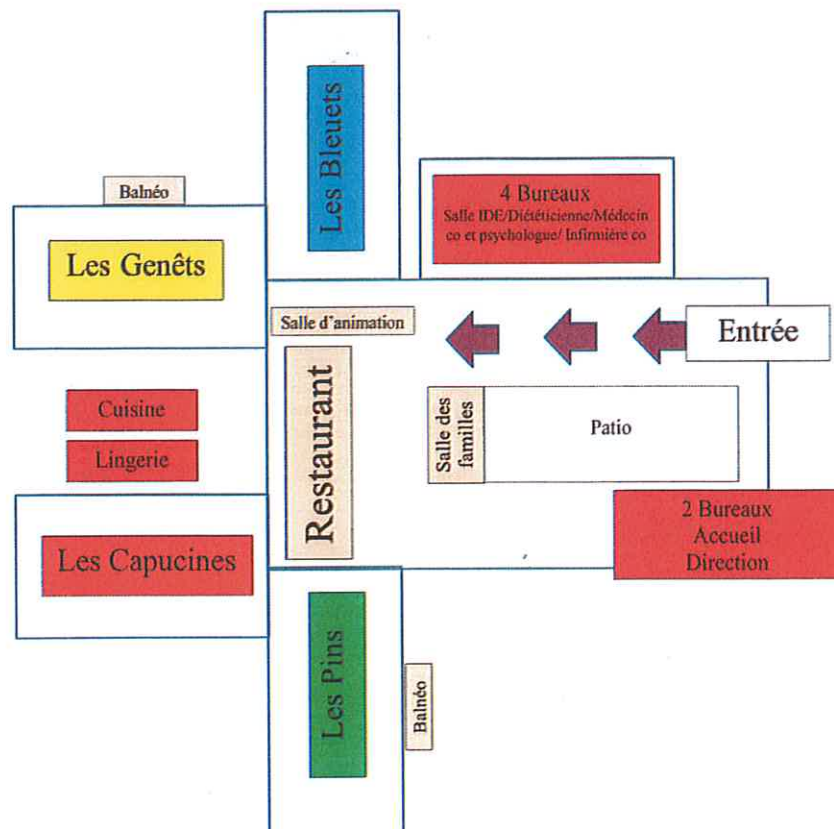 Les Bleuets
Balnéo
4 Bureaux
Salle IDE/Diététicienne/Médecin
co et psychologue/ Infirmière co
Les Genêts
Salle d'animation
Entrée
Cuisine
Lingerie
Restaurant
Salle des
familles
Patio
2 Bureaux
Accueil
Direction
Les Capucines
Les Pins
Balnéo